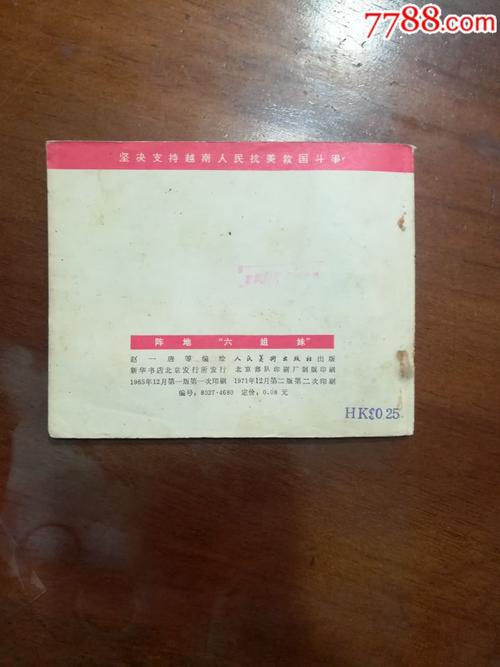 7788.com
坚决支持越南人民抗美救国斗争
阵地“六姐妹”
赵一唐等编绘 人民美术出版社出版
新华书店北京发行所发行 北京部队印刷厂制版印刷
1965年12月第一版第一次印刷 1971年12月第二版第二次印刷
编号：8027·4680 定价：0.08元
HK$0 25